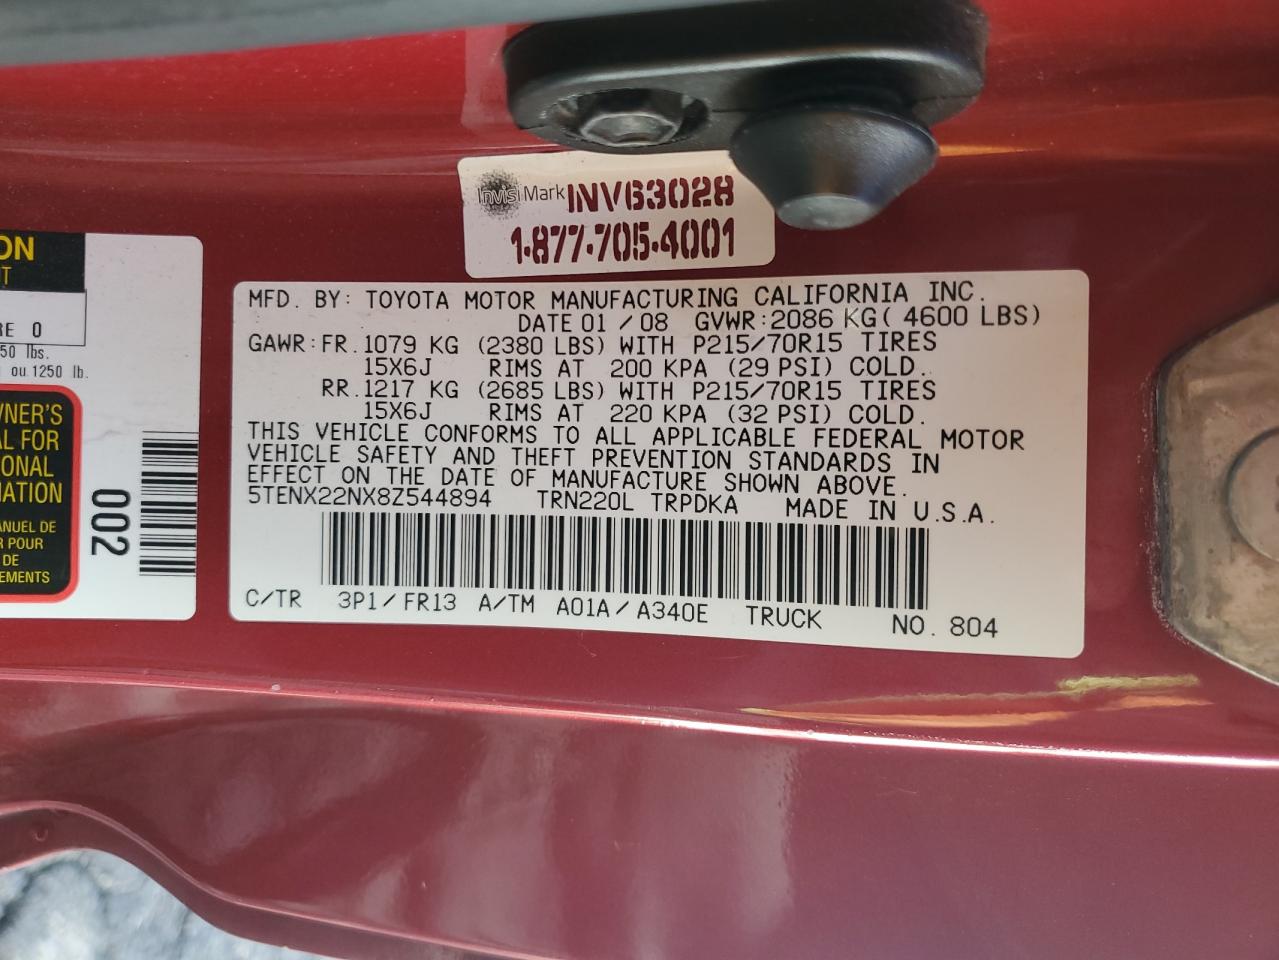 InvisiMark INV63028
1-877-705-4001
ON
T
RE 0
50 lbs.
ou 1250 lb.
WNER'S
AL FOR
IONAL
MATION
ANUEL DE
R POUR
DE
EMENTS
002
MFD. BY: TOYOTA MOTOR MANUFACTURING CALIFORNIA INC.
DATE 01 / 08 GVWR: 2086 KG ( 4600 LBS)
GAWR: FR. 1079 KG (2380 LBS) WITH P215/70R15 TIRES
15X6J RIMS AT 200 KPA (29 PSI) COLD.
RR. 1217 KG (2685 LBS) WITH P215/70R15 TIRES
15X6J RIMS AT 220 KPA (32 PSI) COLD.
THIS VEHICLE CONFORMS TO ALL APPLICABLE FEDERAL MOTOR
VEHICLE SAFETY AND THEFT PREVENTION STANDARDS IN
EFFECT ON THE DATE OF MANUFACTURE SHOWN ABOVE.
5TENX22NX8Z544894 TRN220L TRPDKA MADE IN U.S.A.
C/TR 3P1/FR13 A/TM A01A/A340E TRUCK NO. 804